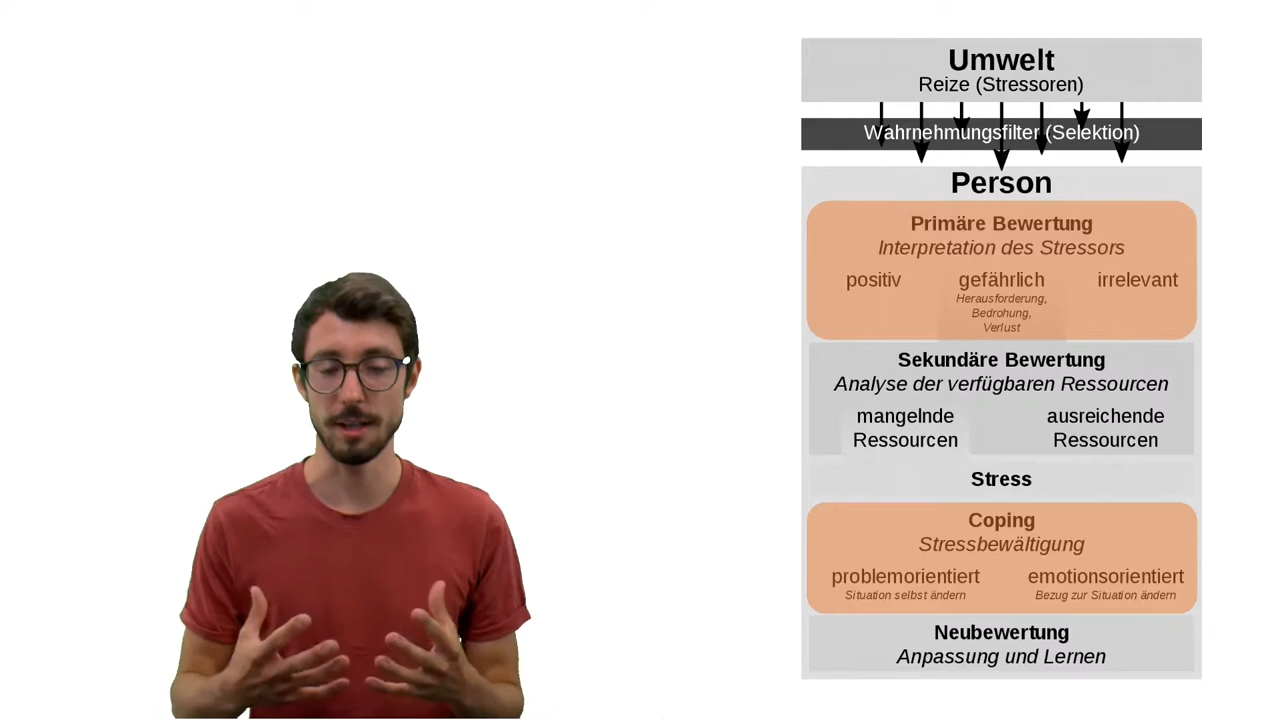 Umwelt
Reize (Stressoren)
Wahrnehmungsfilter (Selektion)
Person
Primäre Bewertung
Interpretation des Stressors
positiv gefährlich irrelevant
Herausforderung,
Bedrohung,
Verlust
Sekundäre Bewertung
Analyse der verfügbaren Ressourcen
mangelnde ausreichende
Ressourcen Ressourcen
Stress
Coping
Stressbewältigung
problemorientiert emotionsorientiert
Situation selbst ändern Bezug zur Situation ändern
Neubewertung
Anpassung und Lernen